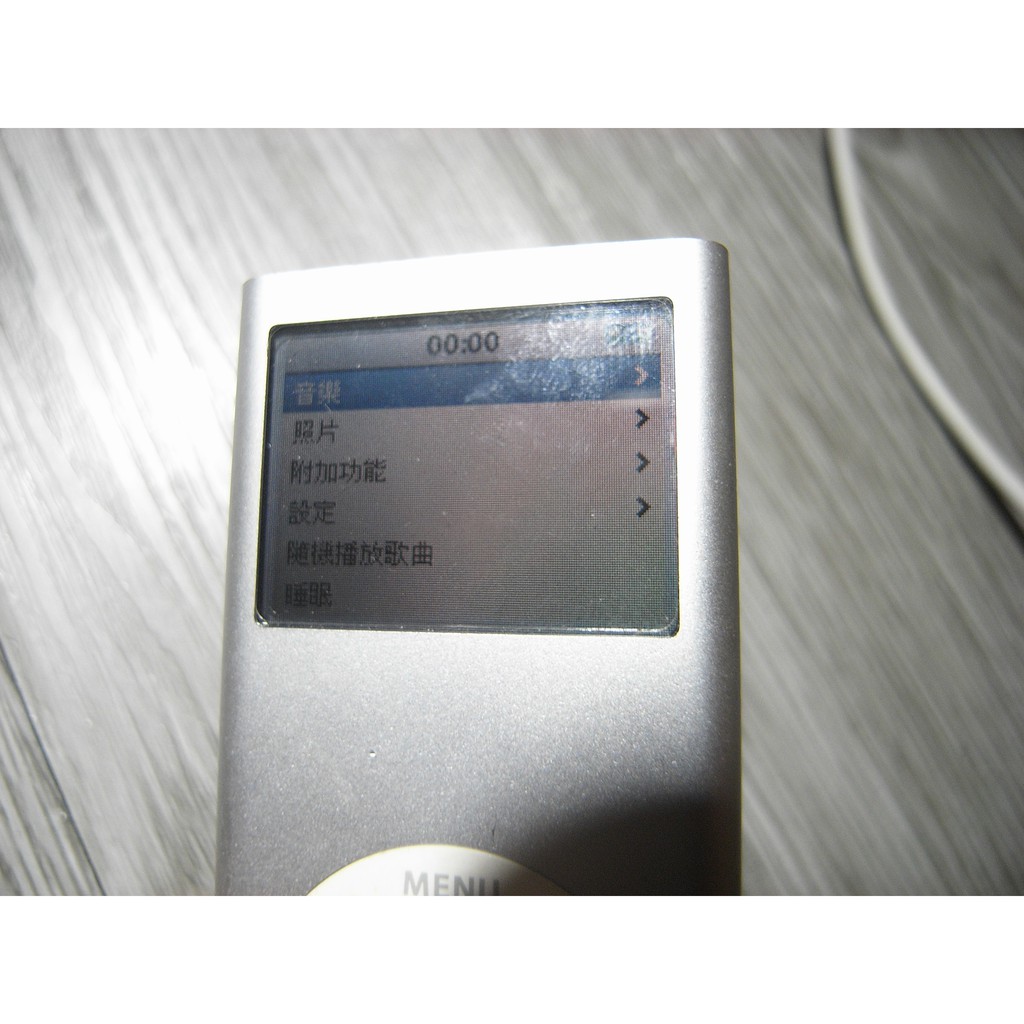 00:00
音樂
照片
附加功能
設定
隨機播放歌曲
睡眠
MENU